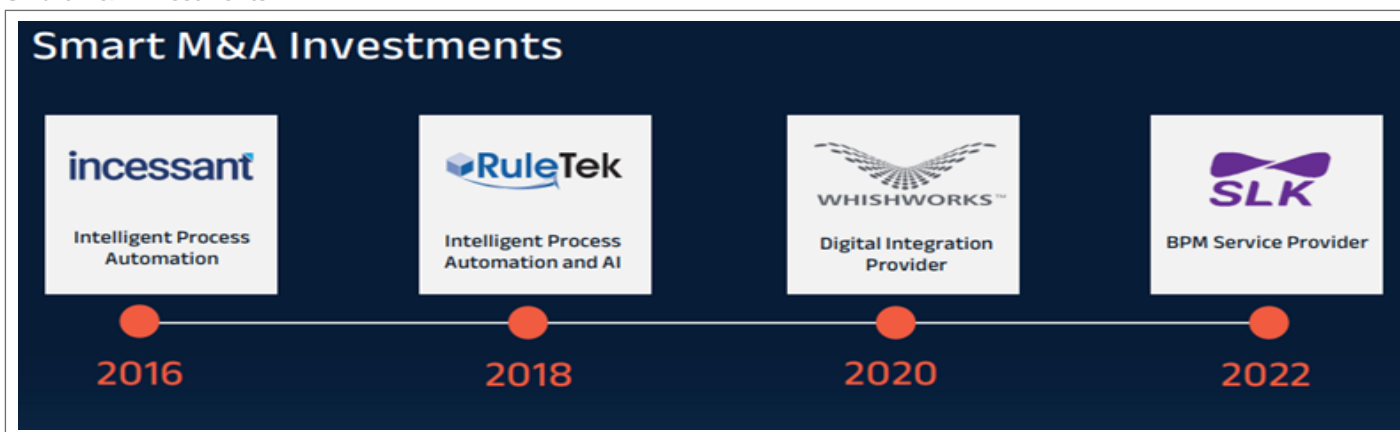 Smart M&A Investments
incessant
Intelligent Process
Automation
RuleTek
Intelligent Process
Automation and AI
WHISHWORKS™
Digital Integration
Provider
SLK
BPM Service Provider
2016
2018
2020
2022